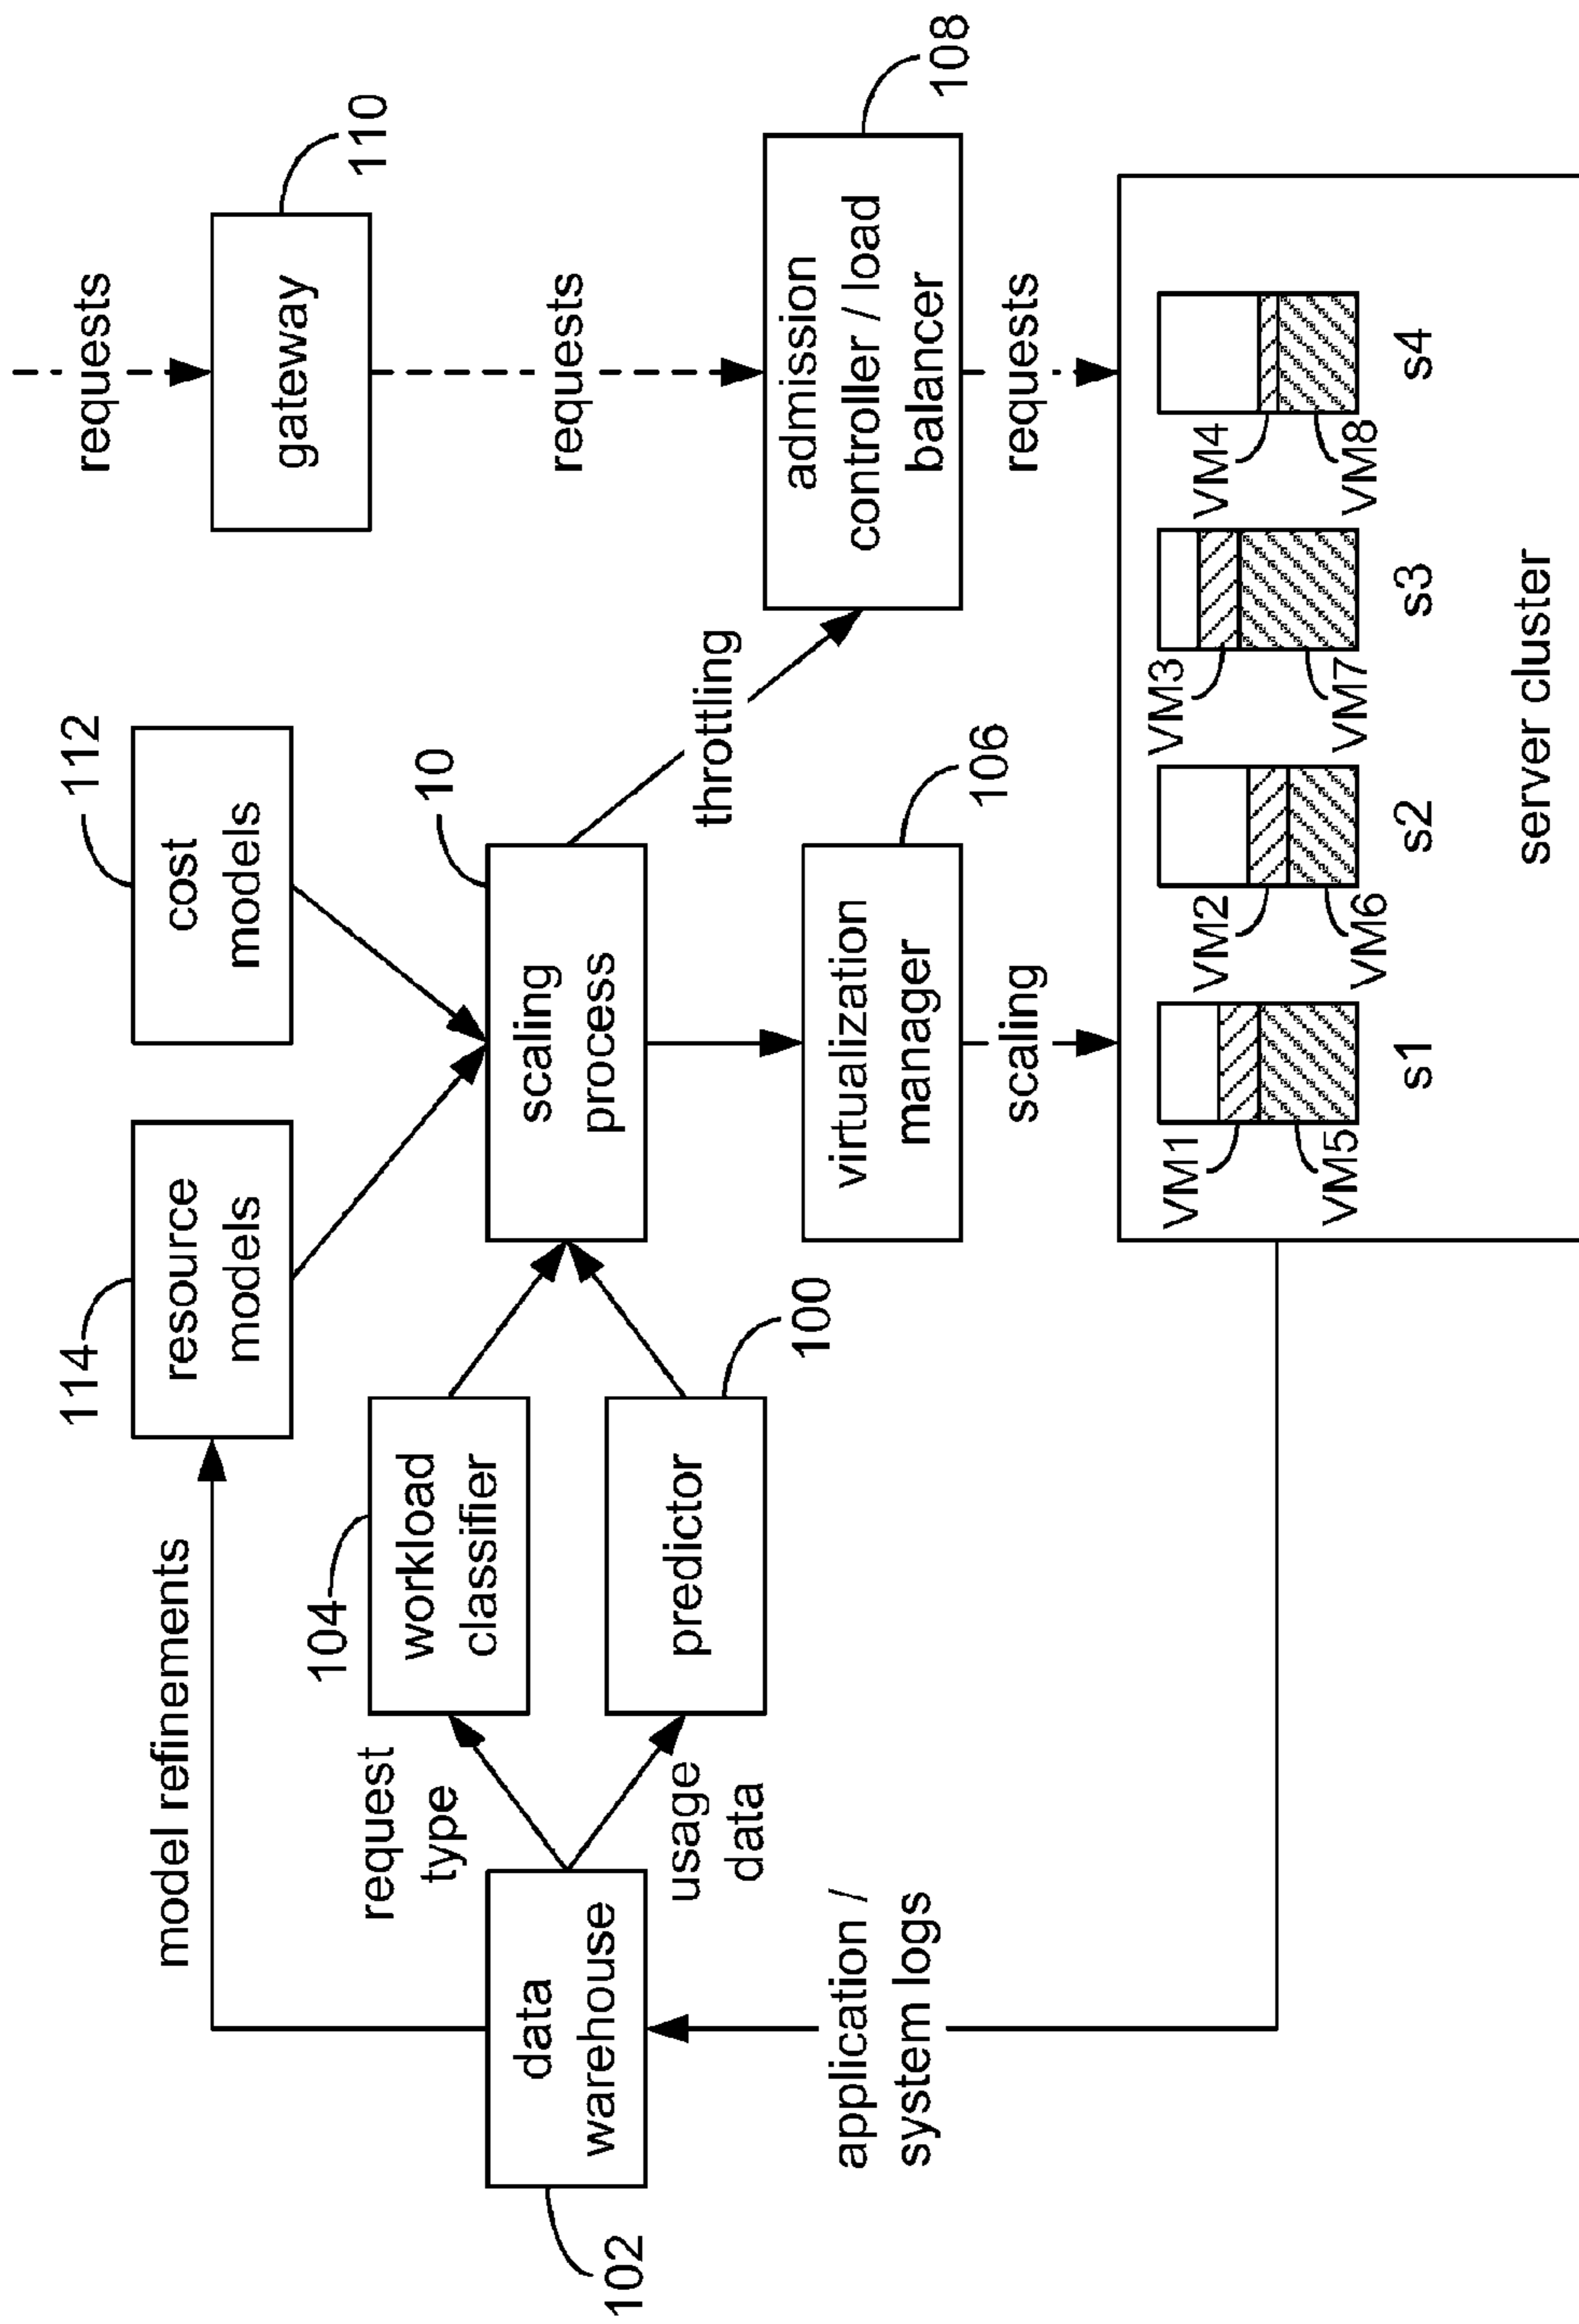 requests
gateway
110
requests
admission
controller / load
balancer
108
requests
cost
models
112
resource
models
114
scaling
process
10
throttling
virtualization
manager
106
scaling
model refinements
workload
classifier
104
predictor
100
request
type
usage
data
data
warehouse
102
application /
system logs
VM1
VM5
s1
VM2
VM6
s2
VM3
VM7
s3
VM4
VM8
s4
server cluster